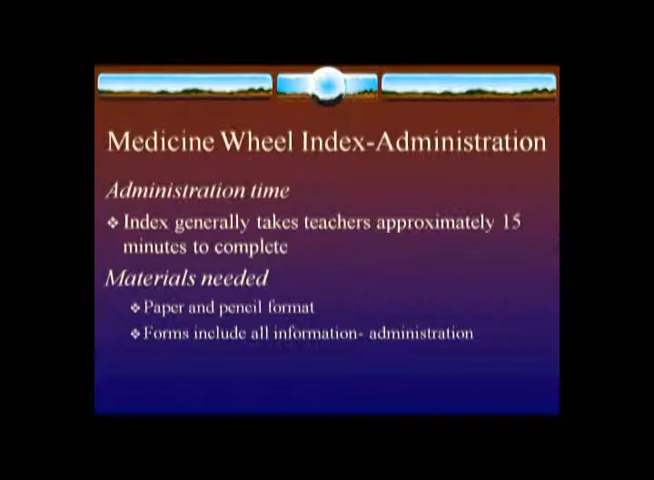 Medicine Wheel Index-Administration
Administration time
❖ Index generally takes teachers approximately 15
minutes to complete
Materials needed
❖ Paper and pencil format
❖ Forms include all information- administration